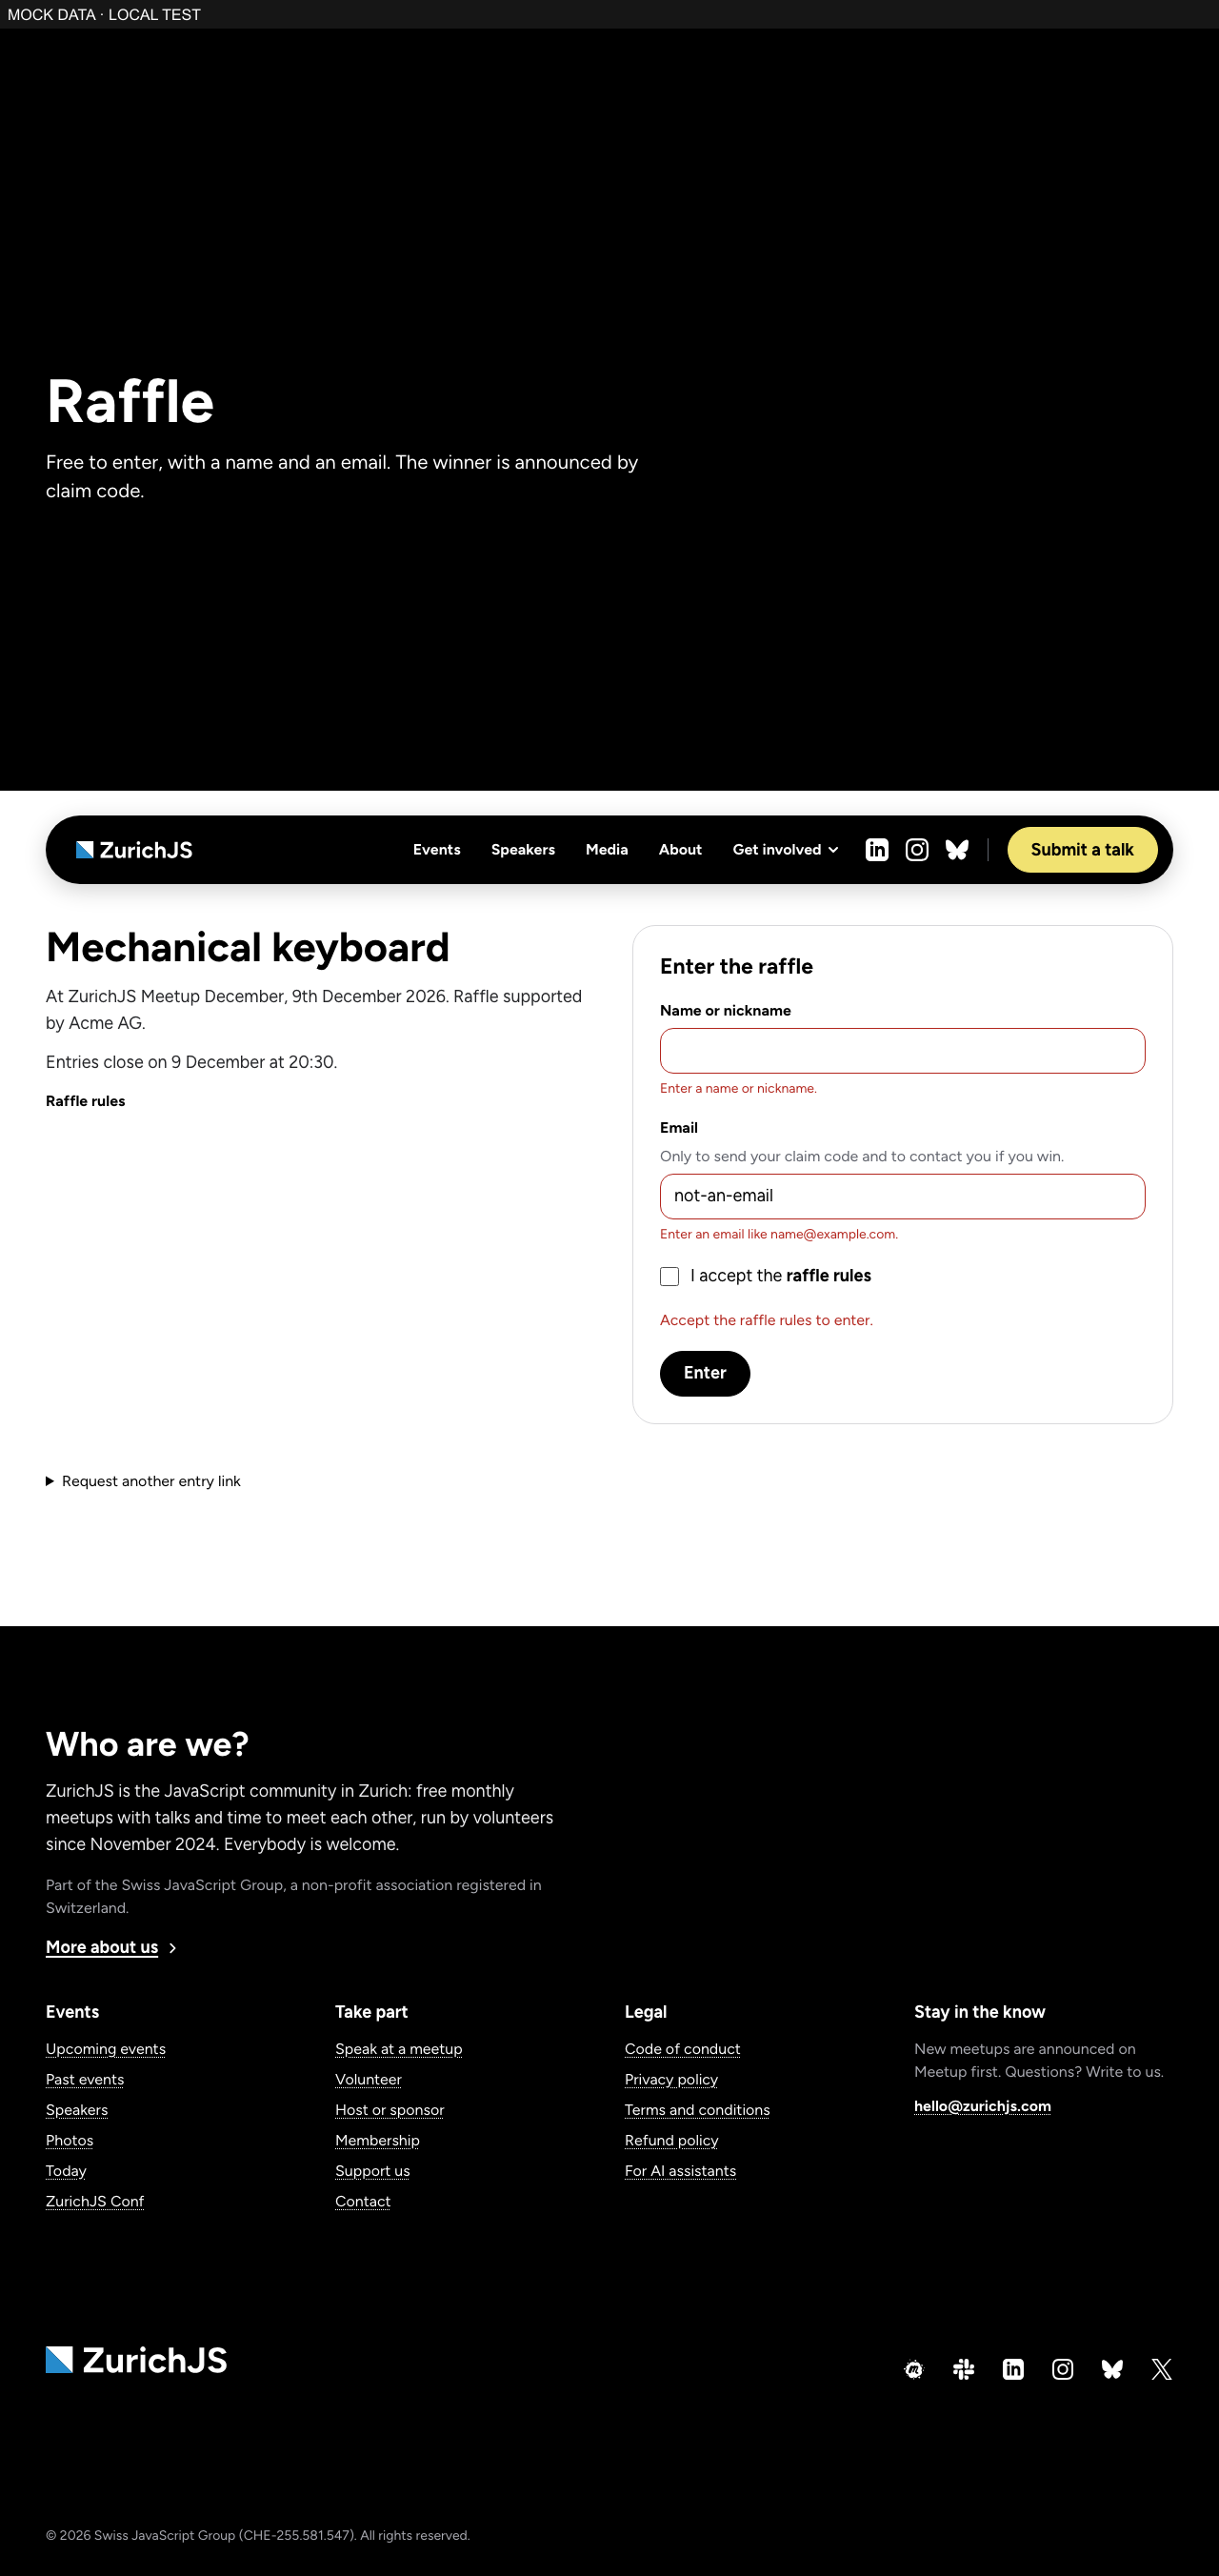 MOCK DATA · LOCAL TEST
Raffle
Free to enter, with a name and an email. The winner is announced by
claim code.
ZurichJS
Events
Speakers
Media
About
Get involved
Submit a talk
Mechanical keyboard
At ZurichJS Meetup December, 9th December 2026. Raffle supported
by Acme AG.
Entries close on 9 December at 20:30.
Raffle rules
Enter the raffle
Name or nickname
Enter a name or nickname.
Email
Only to send your claim code and to contact you if you win.
not-an-email
Enter an email like name@example.com.
I accept the raffle rules
Accept the raffle rules to enter.
Enter
Request another entry link
Who are we?
ZurichJS is the JavaScript community in Zurich: free monthly
meetups with talks and time to meet each other, run by volunteers
since November 2024. Everybody is welcome.
Part of the Swiss JavaScript Group, a non-profit association registered in
Switzerland.
More about us
Events
Upcoming events
Past events
Speakers
Photos
Today
ZurichJS Conf
Take part
Speak at a meetup
Volunteer
Host or sponsor
Membership
Support us
Contact
Legal
Code of conduct
Privacy policy
Terms and conditions
Refund policy
For AI assistants
Stay in the know
New meetups are announced on
Meetup first. Questions? Write to us.
hello@zurichjs.com
ZurichJS
© 2026 Swiss JavaScript Group (CHE-255.581.547). All rights reserved.